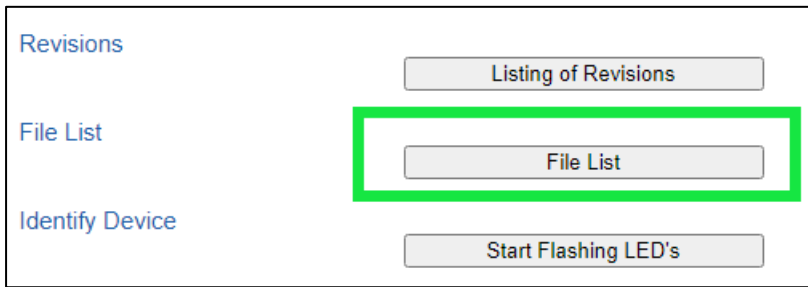 Revisions
Listing of Revisions
File List
File List
Identify Device
Start Flashing LED's